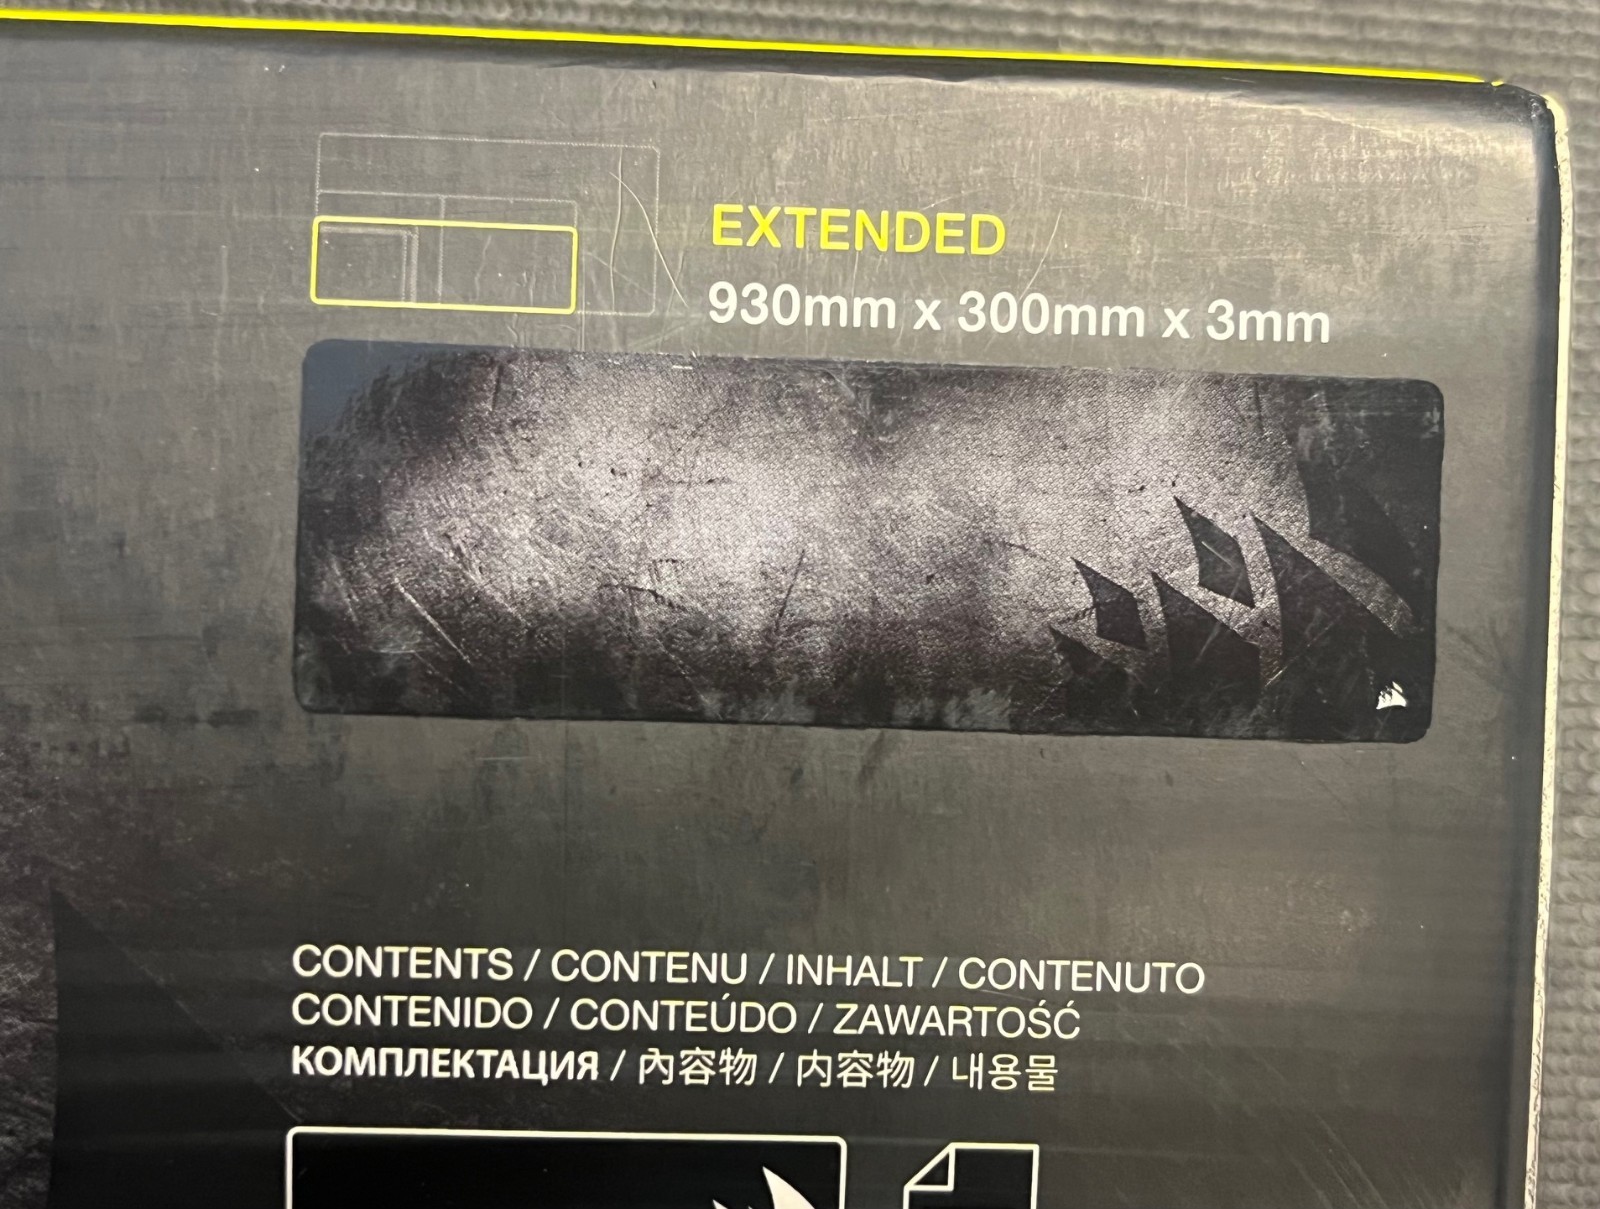 EXTENDED
930mm x 300mm x 3mm
CONTENTS / CONTENU / INHALT / CONTENUTO
CONTENIDO / CONTEÚDO / ZAWARTOŚĆ
КОМПЛЕКТАЦИЯ / 內容物 / 内容物 / 내용물